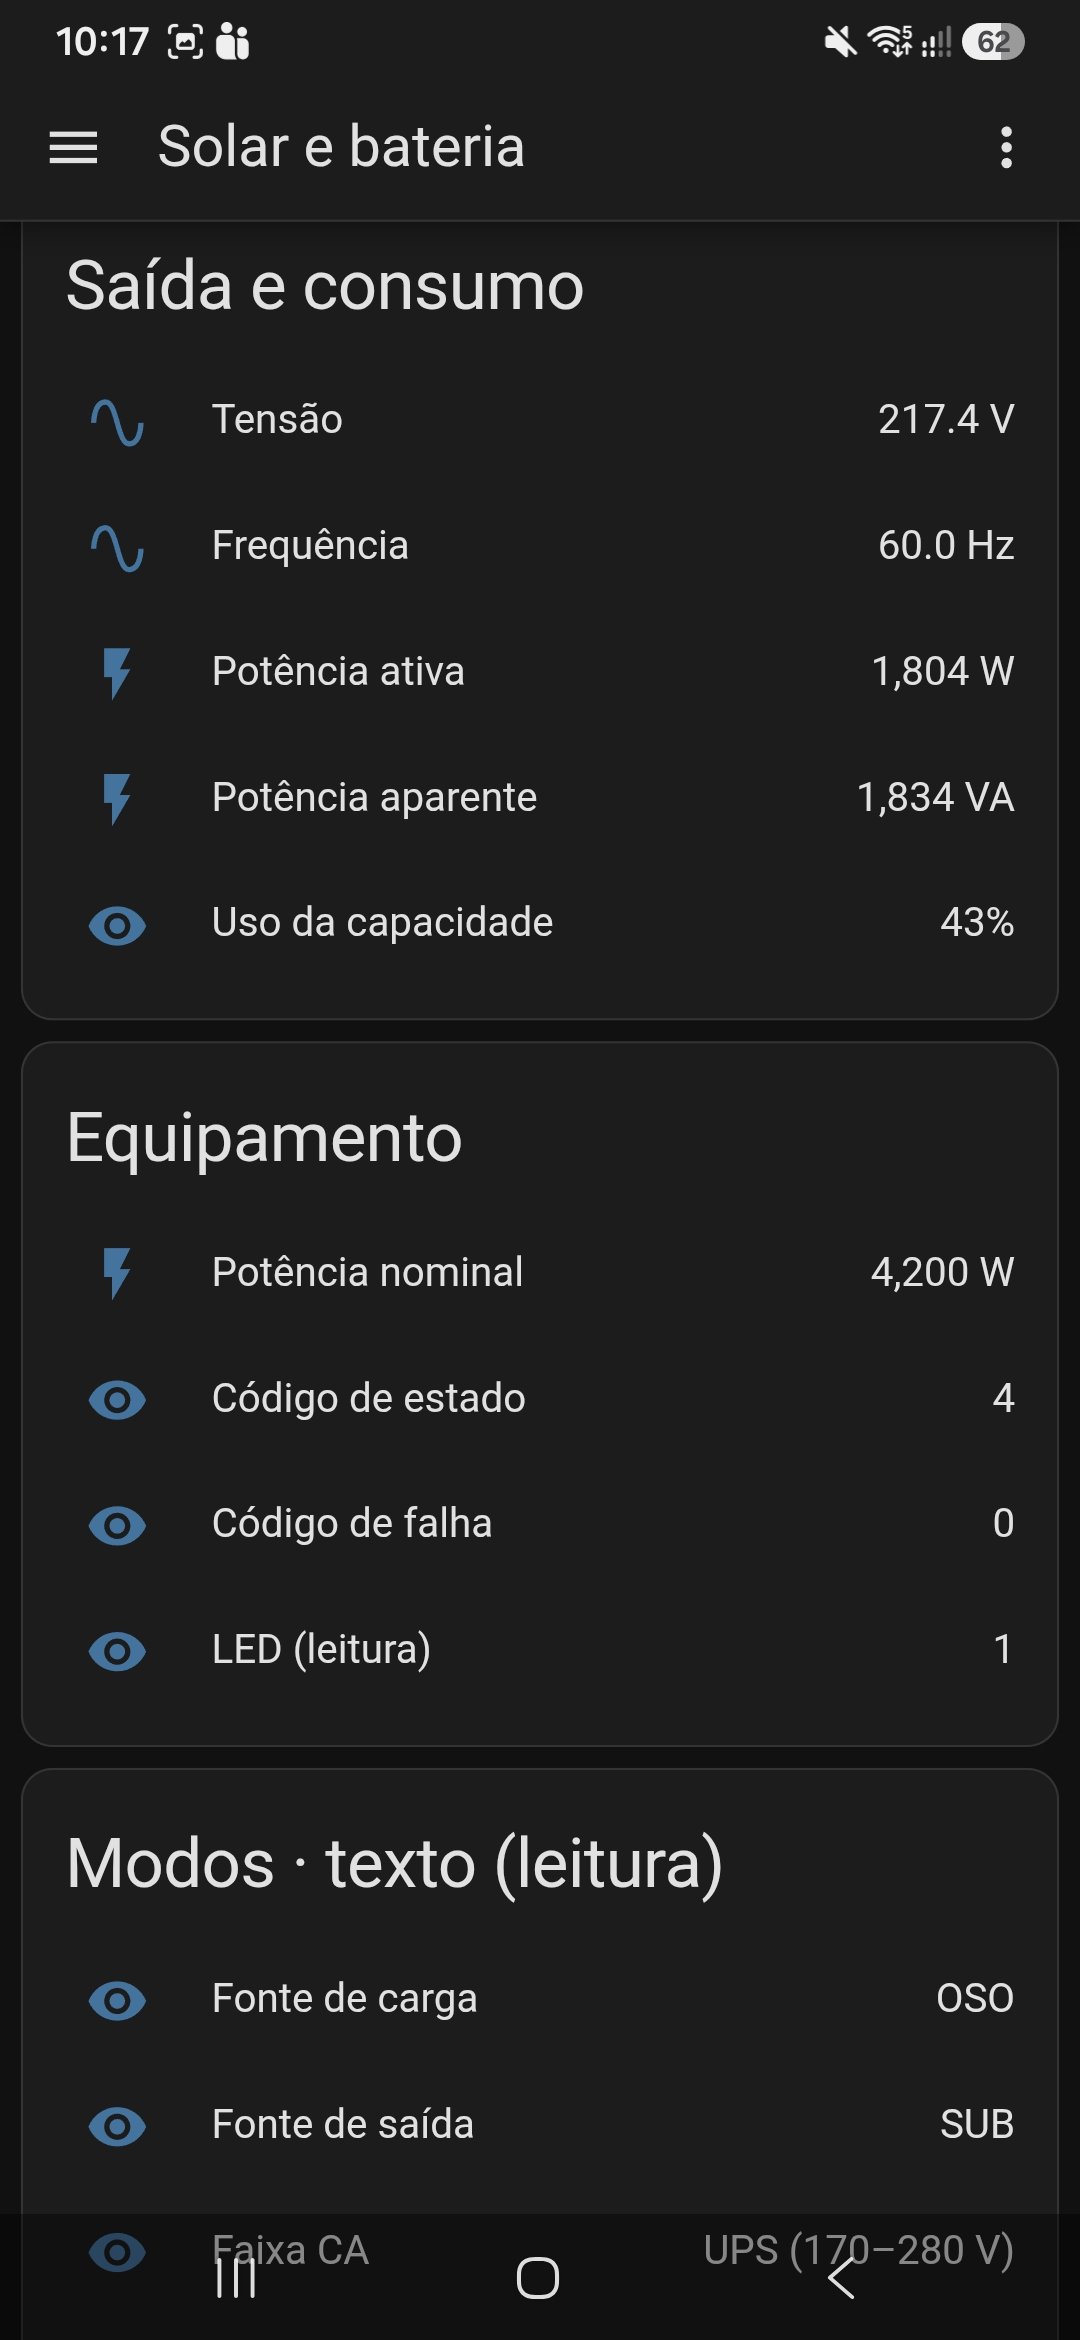 10:17
5
62
Solar e bateria
Saída e consumo
Tensão 217.4 V
Frequência 60.0 Hz
Potência ativa 1,804 W
Potência aparente 1,834 VA
Uso da capacidade 43%
Equipamento
Potência nominal 4,200 W
Código de estado 4
Código de falha 0
LED (leitura) 1
Modos · texto (leitura)
Fonte de carga OSO
Fonte de saída SUB
Faixa CA UPS (170–280 V)